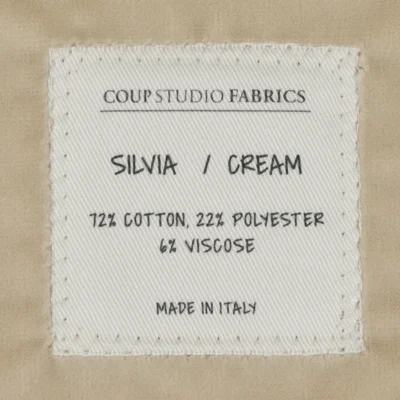 COUP STUDIO FABRICS
SILVIA / CREAM
72% COTTON, 22% POLYESTER
6% VISCOSE
MADE IN ITALY